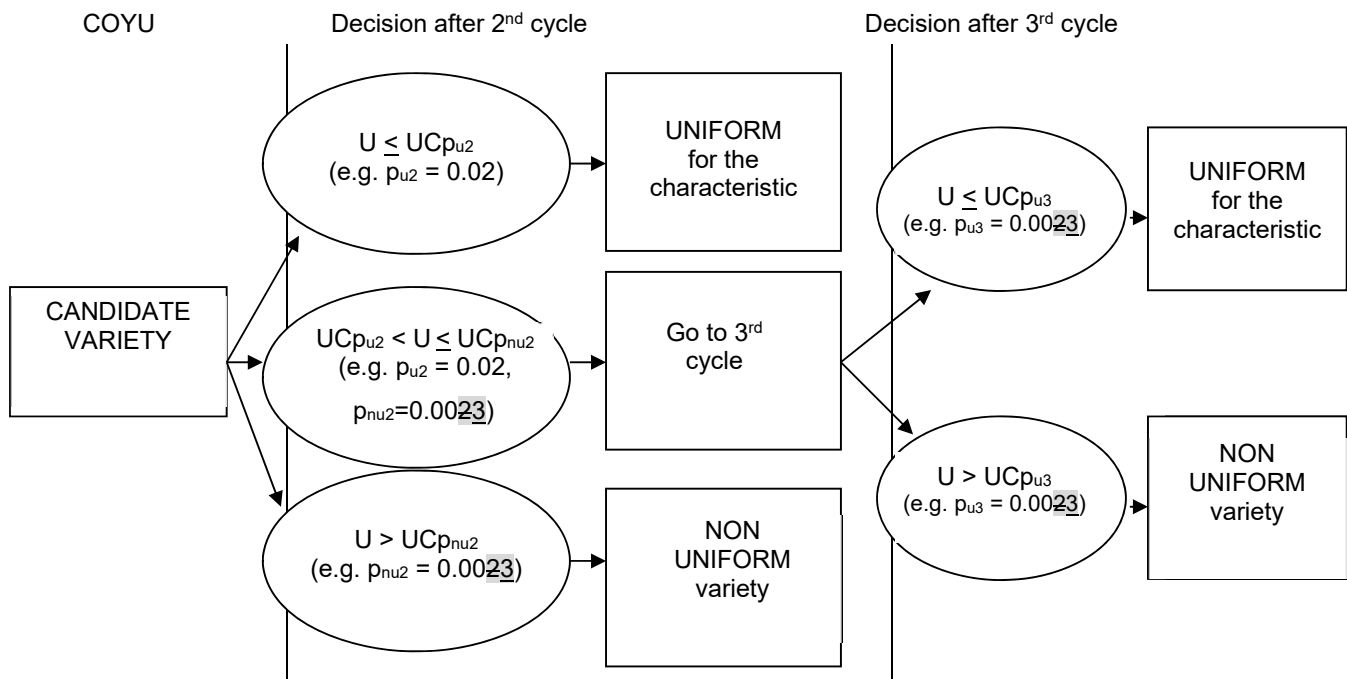 COYU
Decision after 2nd cycle
Decision after 3rd cycle
CANDIDATE
VARIETY
U ≤ UCpu2
(e.g. pu2 = 0.02)
UNIFORM
for the
characteristic
UCpu2 < U ≤ UCpnu2
(e.g. pu2 = 0.02,
pnu2=0.0023)
Go to 3rd
cycle
U > UCpnu2
(e.g. pnu2 = 0.0023)
NON
UNIFORM
variety
U ≤ UCpu3
(e.g. pu3 = 0.0023)
UNIFORM
for the
characteristic
U > UCpu3
(e.g. pu3 = 0.0023)
NON
UNIFORM
variety